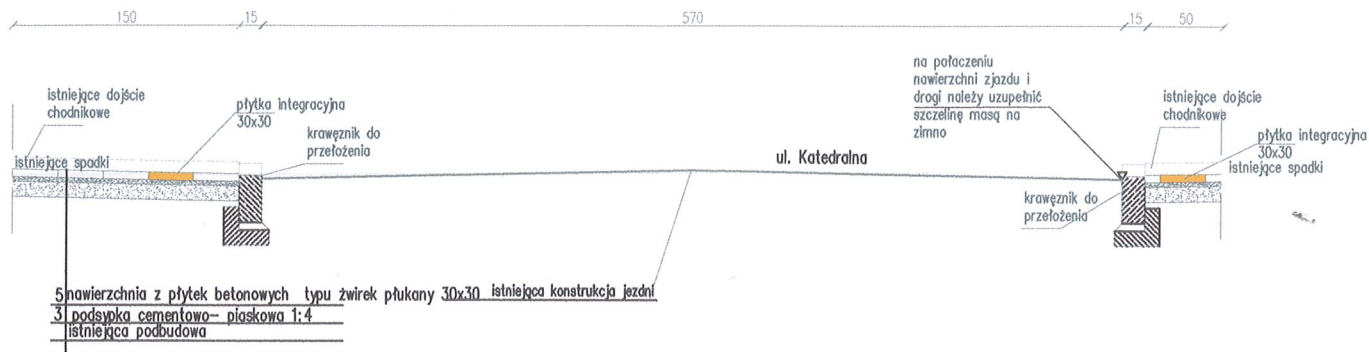 150 15 570 15 50
istniejące dojście
chodnikowe
płytka integracyjna
30x30
krawęznik do
przełożenia
istniejące spadki
ul. Katedralna
na połaczeniu
nawierzchni zjazdu i
drogi należy uzupełnić
szczelinę masą na
zimno
istniejące dojście
chodnikowe
płytka integracyjna
30x30
istniejące spadki
krawęznik do
przełożenia
5 nawierzchnia z płytek betonowych typu żwirek płukany 30x30
istniejąca konstrukcja jezdni
3 podsypka cementowo- piaskowa 1:4
istniejąca podbudowa